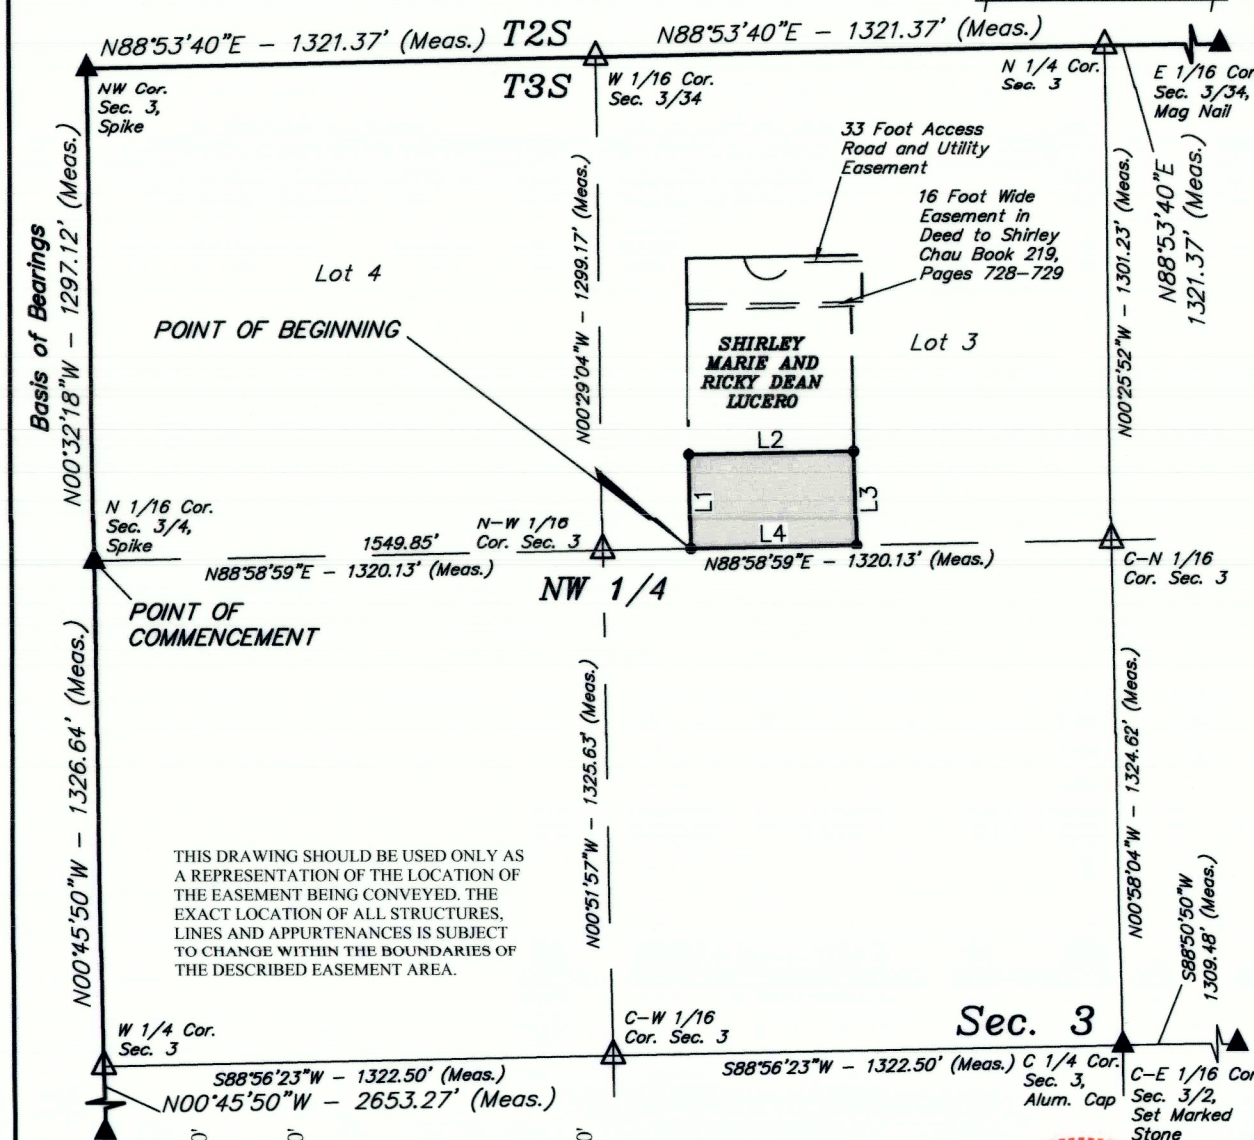 N88°53'40"E - 1321.37' (Meas.)
T2S
N88°53'40"E - 1321.37' (Meas.)
T3S
NW Cor.
Sec. 3,
Spike
W 1/16 Cor.
Sec. 3/34
N 1/4 Cor.
Sec. 3
E 1/16 Cor
Sec. 3/34,
Mag Nail
33 Foot Access
Road and Utility
Easement
16 Foot Wide
Easement in
Deed to Shirley
Chau Book 219,
Pages 728-729
Basis of Bearings
N00°32'18"W - 1297.12' (Meas.)
N00°29'04"W - 1299.17' (Meas.)
N00°25'52"W - 1301.23' (Meas.)
N88°53'40"E
1321.37' (Meas.)
Lot 4
POINT OF BEGINNING
SHIRLEY
MARIE AND
RICKY DEAN
LUCERO
Lot 3
L2
L1
L3
L4
N 1/16 Cor.
Sec. 3/4,
Spike
1549.85'
N-W 1/16
Cor. Sec. 3
N88°58'59"E - 1320.13' (Meas.)
N88°58'59"E - 1320.13' (Meas.)
C-N 1/16
Cor. Sec. 3
NW 1/4
POINT OF
COMMENCEMENT
N00°45'50"W - 1326.64' (Meas.)
N00°51'57"W - 1325.63' (Meas.)
N00°58'04"W - 1324.62' (Meas.)
S88°50'50"W
1309.48' (Meas.)
THIS DRAWING SHOULD BE USED ONLY AS
A REPRESENTATION OF THE LOCATION OF
THE EASEMENT BEING CONVEYED. THE
EXACT LOCATION OF ALL STRUCTURES,
LINES AND APPURTENANCES IS SUBJECT
TO CHANGE WITHIN THE BOUNDARIES OF
THE DESCRIBED EASEMENT AREA.
W 1/4 Cor.
Sec. 3
C-W 1/16
Cor. Sec. 3
Sec. 3
S88°56'23"W - 1322.50' (Meas.)
S88°56'23"W - 1322.50' (Meas.)
C 1/4 Cor.
Sec. 3,
Alum. Cap
C-E 1/16 Cor
Sec. 3/2,
Set Marked
Stone
N00°45'50"W - 2653.27' (Meas.)